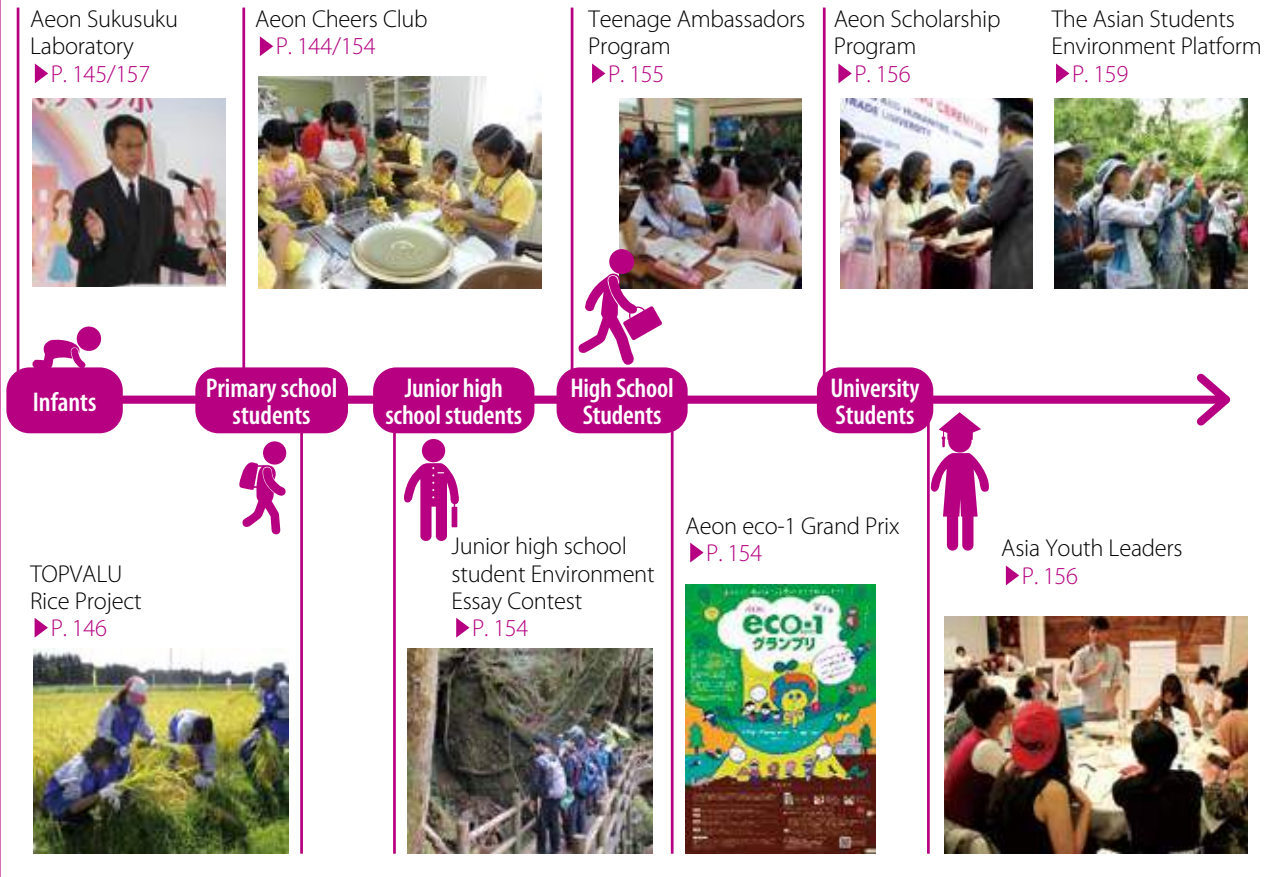 Aeon Sukusuku
Laboratory
▶P. 145/157
Aeon Cheers Club
▶P. 144/154
Teenage Ambassadors
Program
▶P. 155
Aeon Scholarship
Program
▶P. 156
The Asian Students
Environment Platform
▶P. 159
TRADE UNIVERSITY
Infants
Primary school
students
Junior high
school students
High School
Students
University
Students
TOPVALU
Rice Project
▶P. 146
Junior high school
student Environment
Essay Contest
▶P. 154
Aeon eco-1 Grand Prix
▶P. 154
eco-1
グランプリ
Asia Youth Leaders
▶P. 156